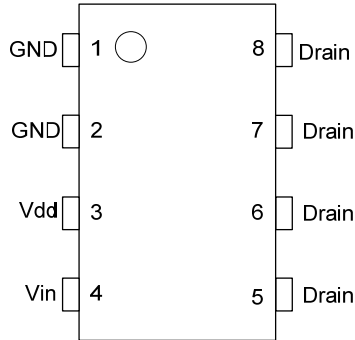 GND 1 8 Drain
GND 2 7 Drain
Vdd 3 6 Drain
Vin 4 5 Drain